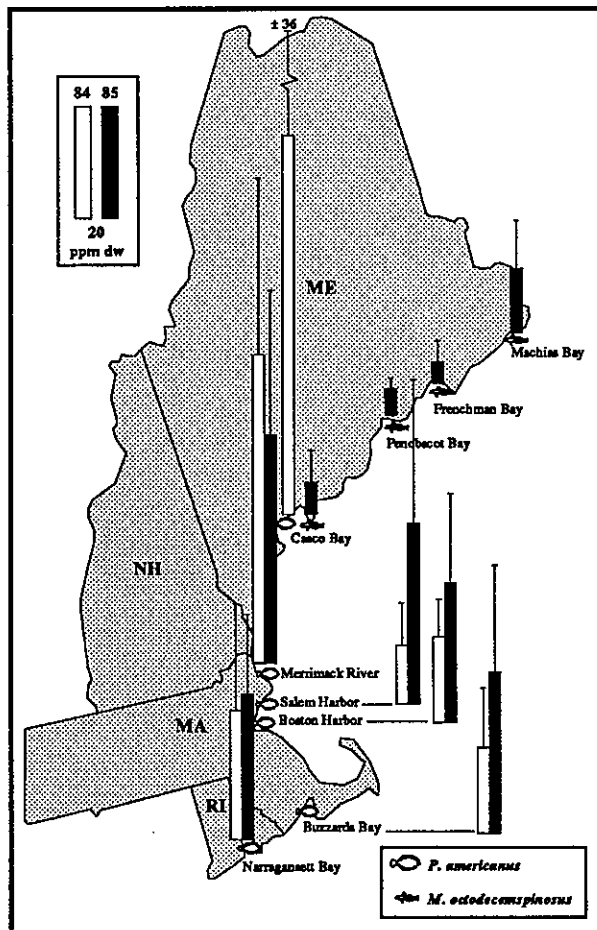 ± 36
84 85
20
ppm dw
ME
Machias Bay
Frenchman Bay
Penobscot Bay
Casco Bay
NH
Merrimack River
Salem Harbor
MA
Boston Harbor
RI
Buzzards Bay
Narragansett Bay
P. americanus
M. octodecemspinosus